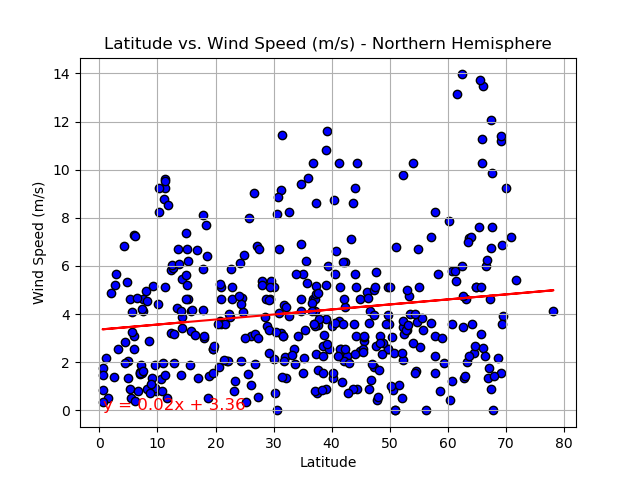 Latitude vs. Wind Speed (m/s) - Northern Hemisphere
Wind Speed (m/s)
14
12
10
8
6
4
2
0
y = 0.02x + 3.36
0 10 20 30 40 50 60 70 80
Latitude